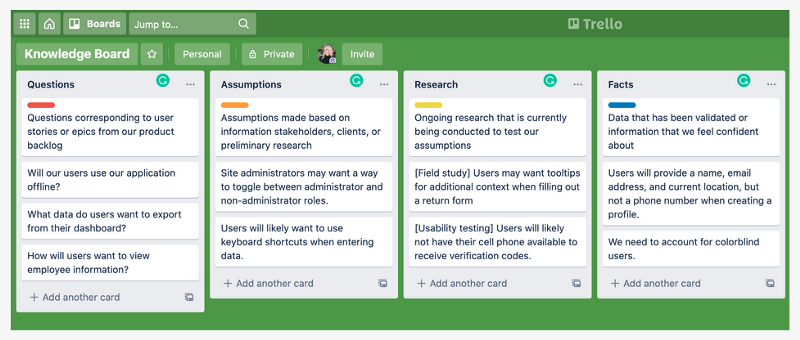 Boards
Jump to...
Trello
Knowledge Board
Personal
Private
Invite
Questions
Questions corresponding to user
stories or epics from our product
backlog
Will our users use our application
offline?
What data do users want to export
from their dashboard?
How will users want to view
employee information?
+ Add another card
Assumptions
Assumptions made based on
information stakeholders, clients, or
preliminary research
Site administrators may want a way
to toggle between administrator and
non-administrator roles.
Users will likely want to use
keyboard shortcuts when entering
data.
+ Add another card
Research
Ongoing research that is currently
being conducted to test our
assumptions
[Field study] Users may want tooltips
for additional context when filling out
a return form
[Usability testing] Users will likely
not have their cell phone available to
receive verification codes.
+ Add another card
Facts
Data that has been validated or
information that we feel confident
about
Users will provide a name, email
address, and current location, but
not a phone number when creating a
profile.
We need to account for colorblind
users.
+ Add another card